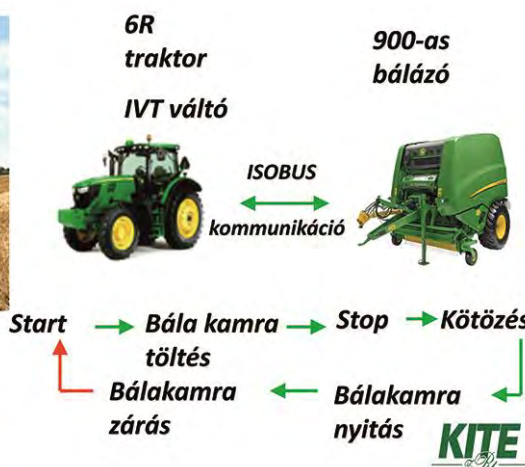 6R
traktor
IVT váltó
900-as
bálázó
ISOBUS
kommunikáció
Start
Bála kamra
töltés
Stop
Kötözés
Bálakamra
zárás
Bálakamra
nyitás
KITE
zRt